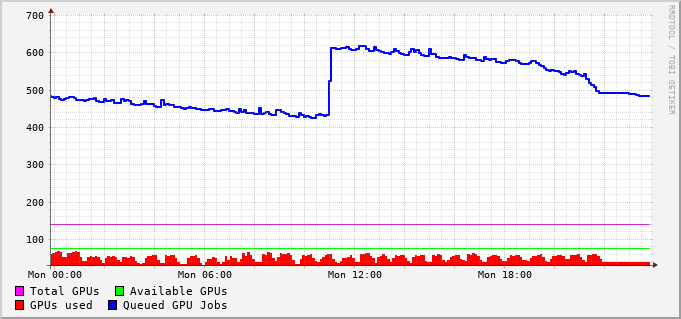 700
600
500
400
300
200
100
Mon 00:00 Mon 06:00 Mon 12:00 Mon 18:00
Total GPUs Available GPUs
GPUs used Queued GPU Jobs
RRDTOOL / TOBI OETIKER